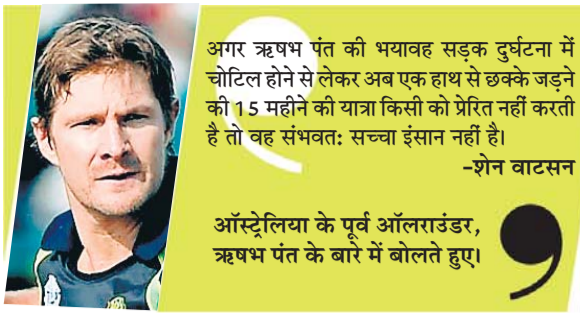 अगर ऋषभ पंत की भयावह सड़क दुर्घटना में
चोटिल होने से लेकर अब एक हाथ से छक्के जड़ने
की 15 महीने की यात्रा किसी को प्रेरित नहीं करती
है तो वह संभवतः सच्चा इंसान नहीं है।
-शेन वाटसन
ऑस्ट्रेलिया के पूर्व ऑलराउंडर,
ऋषभ पंत के बारे में बोलते हुए।